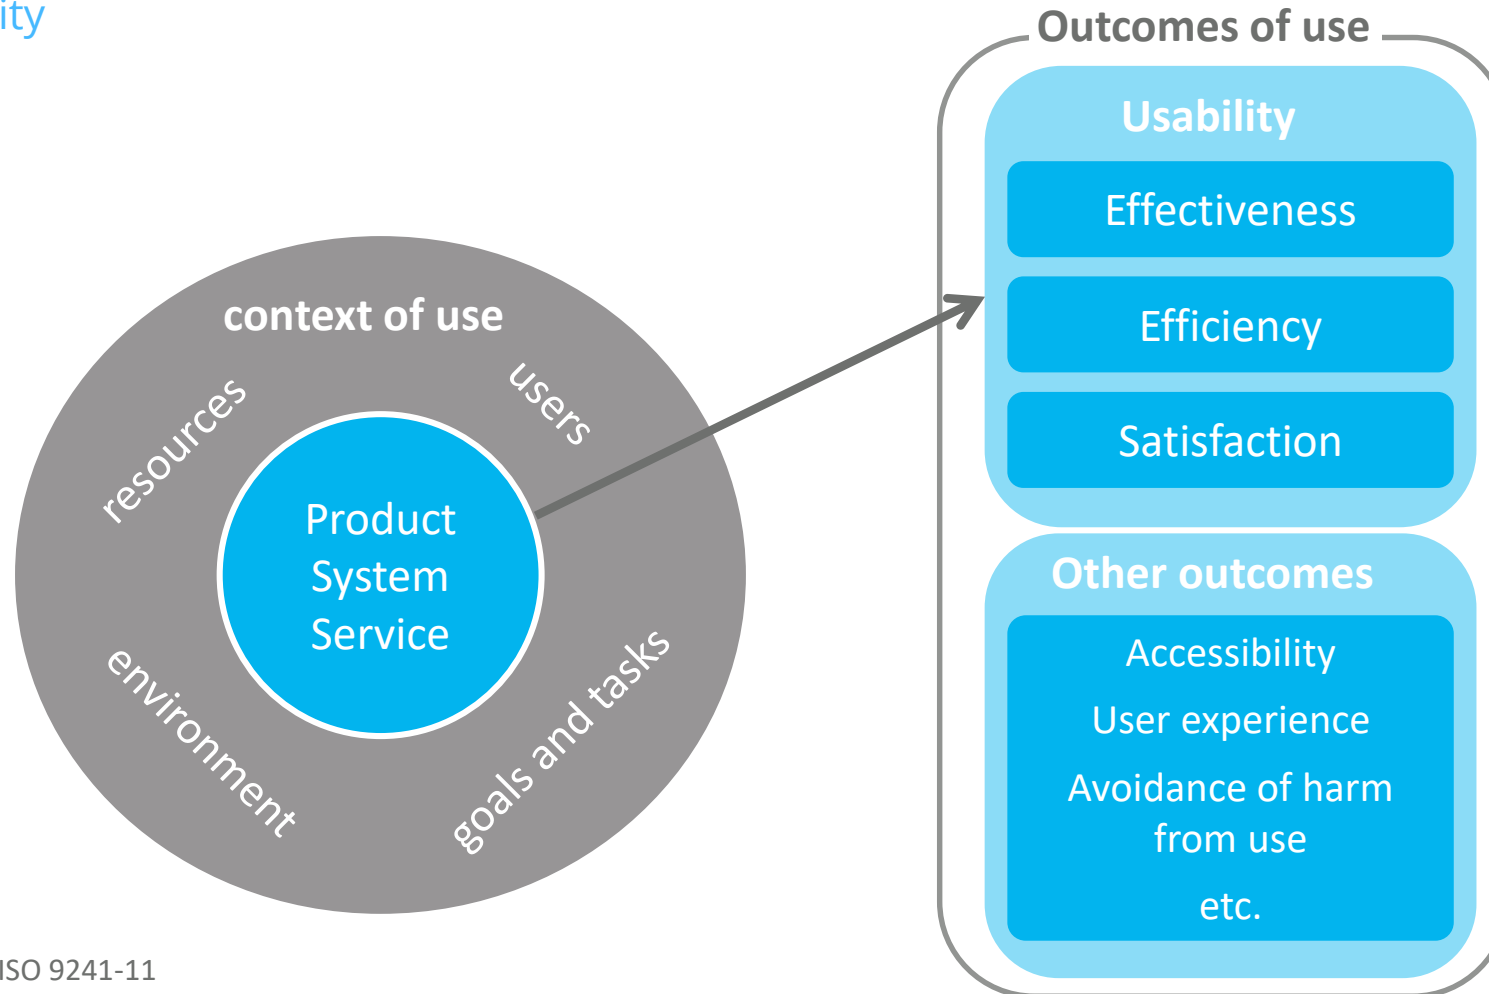 ity
Outcomes of use
Usability
Effectiveness
Efficiency
Satisfaction
context of use
resources
users
Product
System
Service
environment
goals and tasks
Other outcomes
Accessibility
User experience
Avoidance of harm
from use
etc.
ISO 9241-11